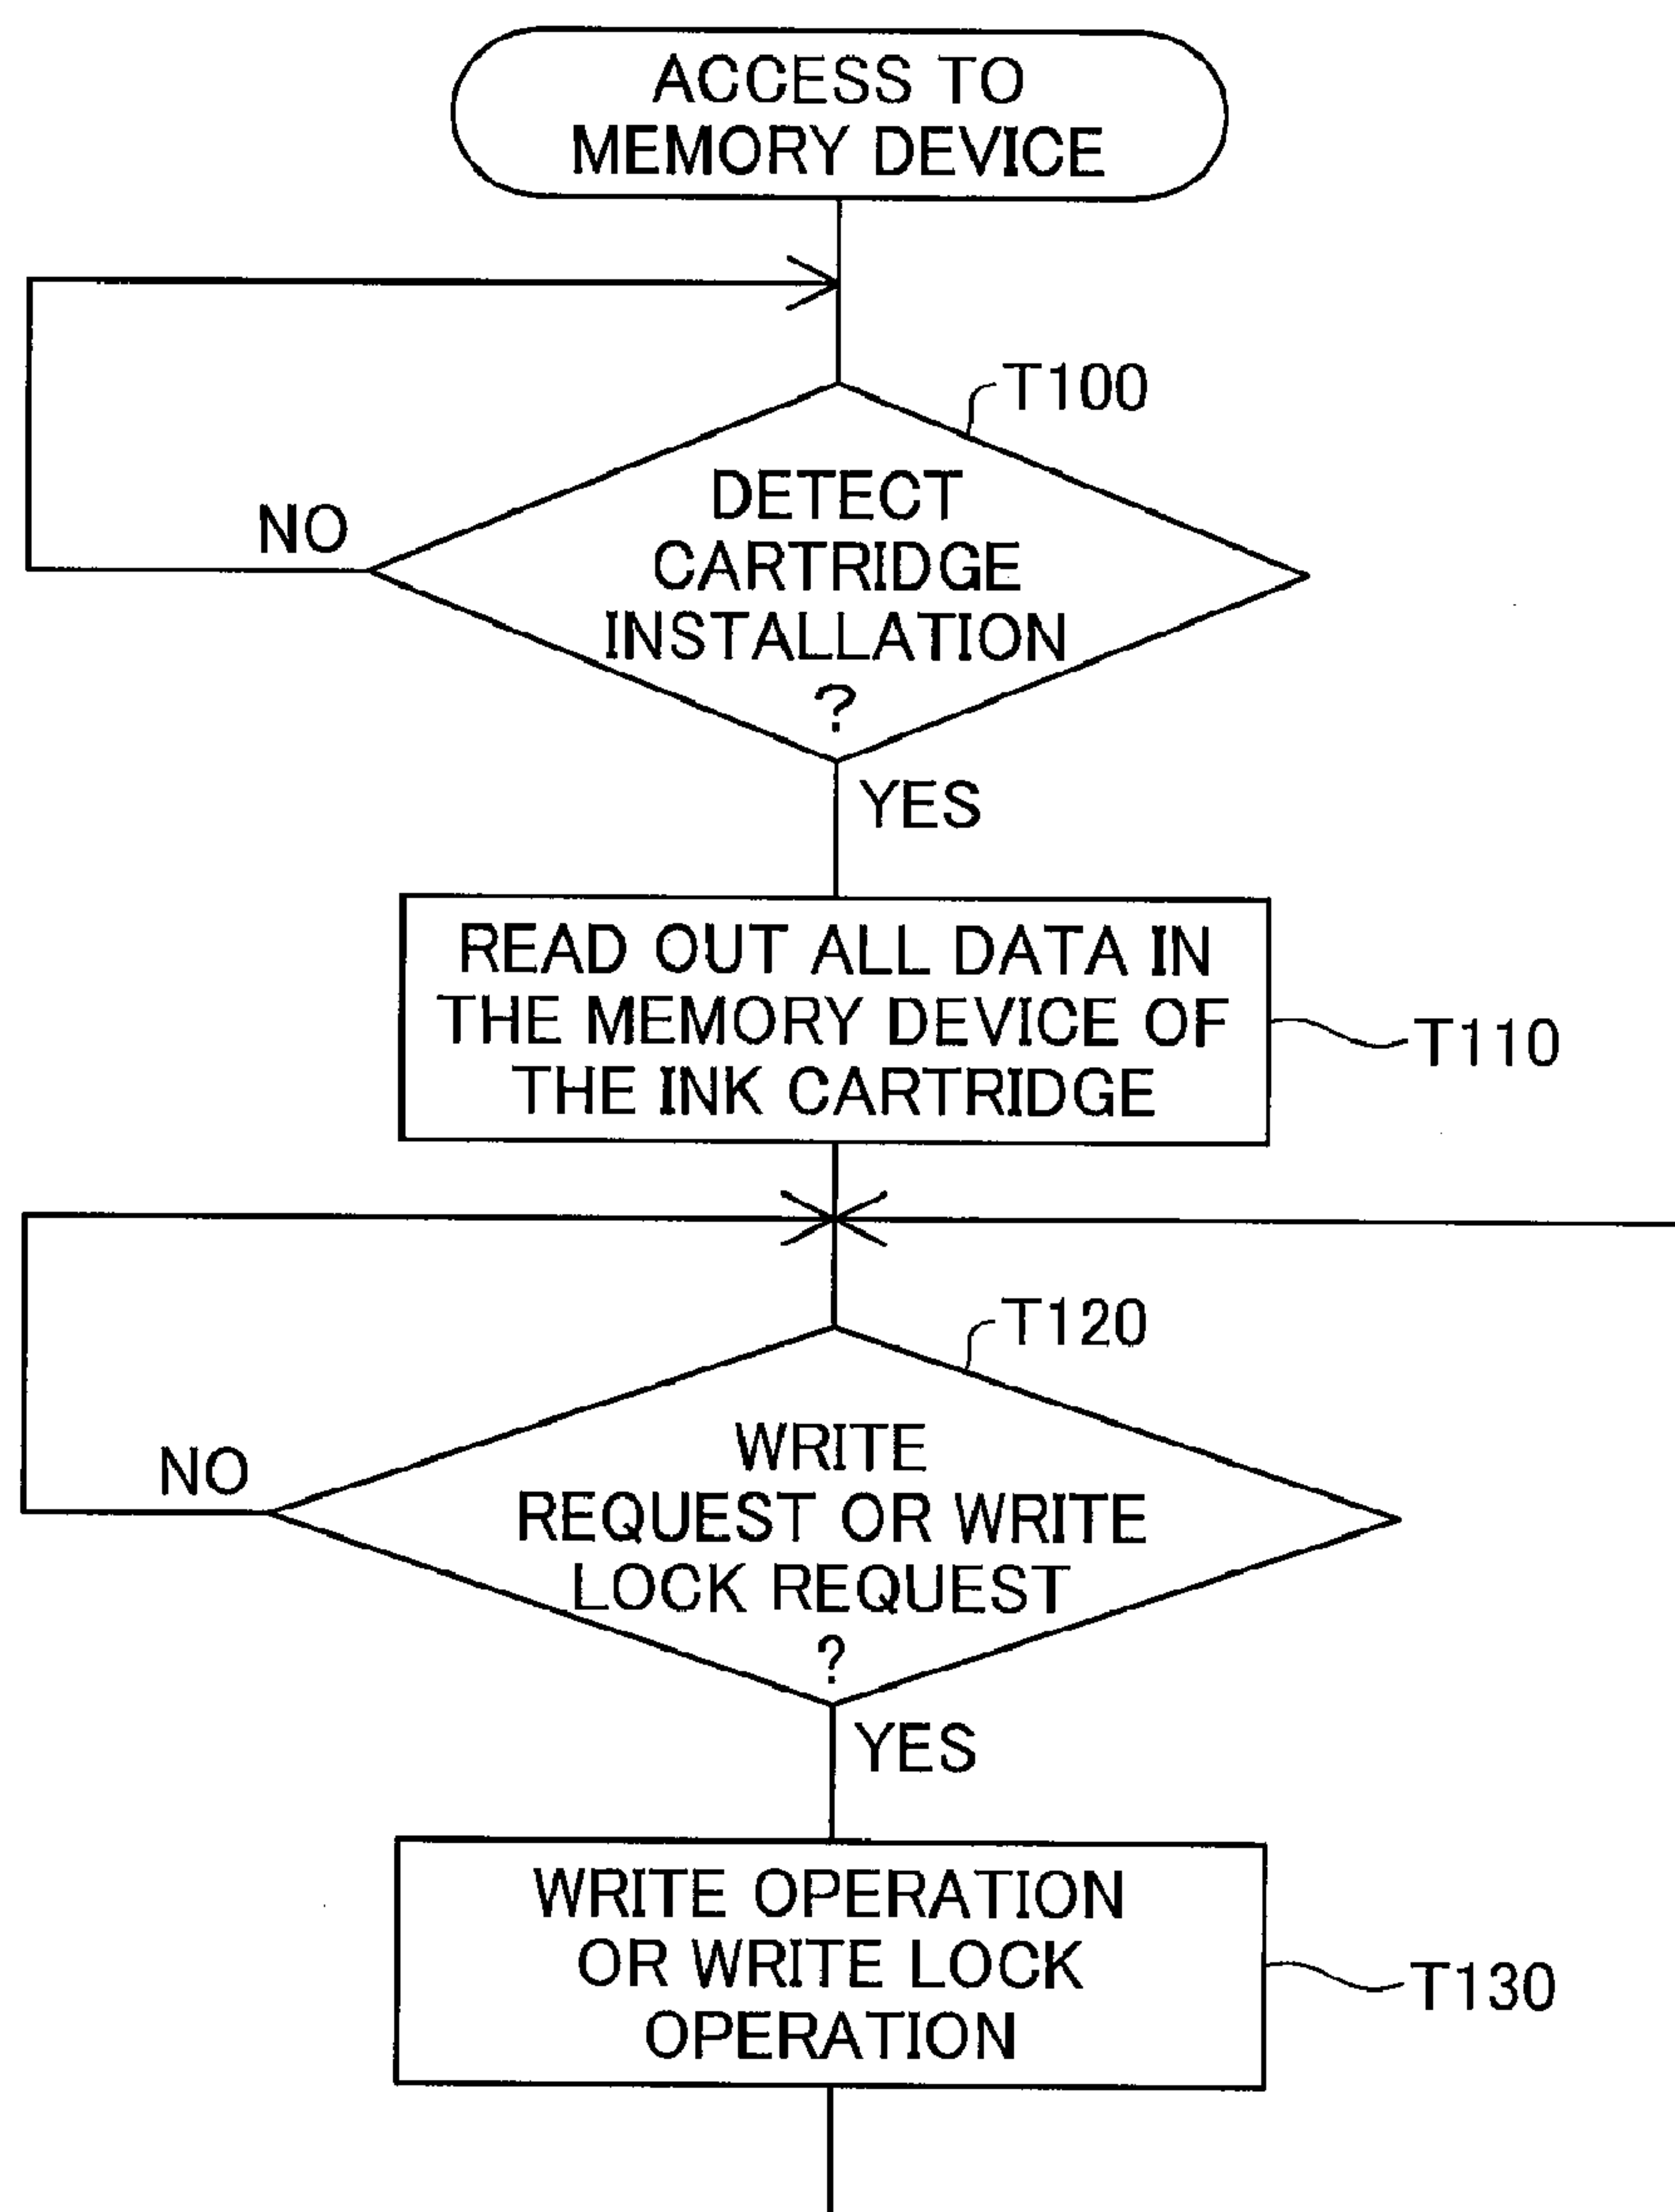 ACCESS TO
MEMORY DEVICE
T100
DETECT
CARTRIDGE
INSTALLATION
?
NO
YES
READ OUT ALL DATA IN
THE MEMORY DEVICE OF
THE INK CARTRIDGE
T110
T120
WRITE
REQUEST OR WRITE
LOCK REQUEST
?
NO
YES
WRITE OPERATION
OR WRITE LOCK
OPERATION
T130